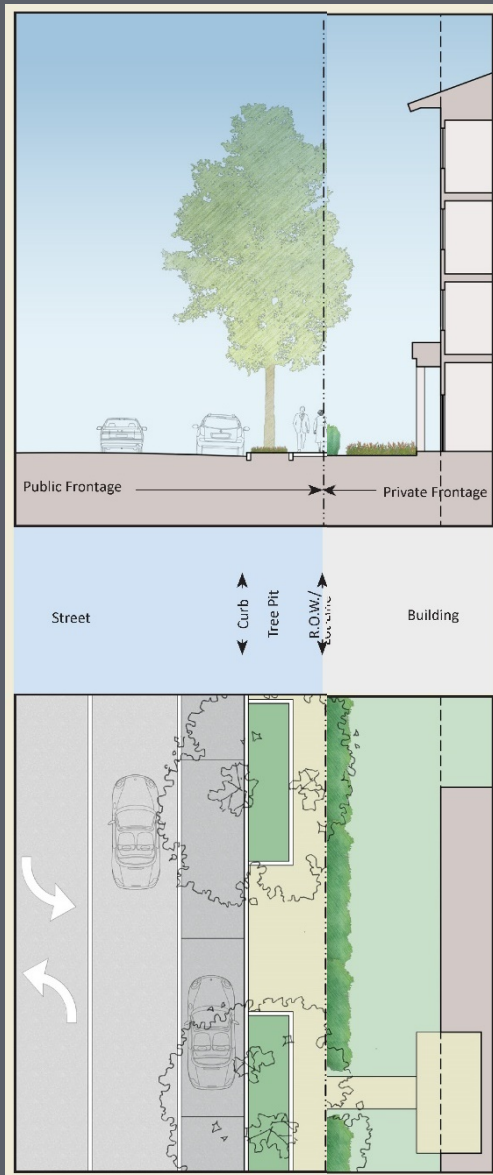 Public Frontage
Private Frontage
Street
Curb
Tree Pit
R.O.W./
Building